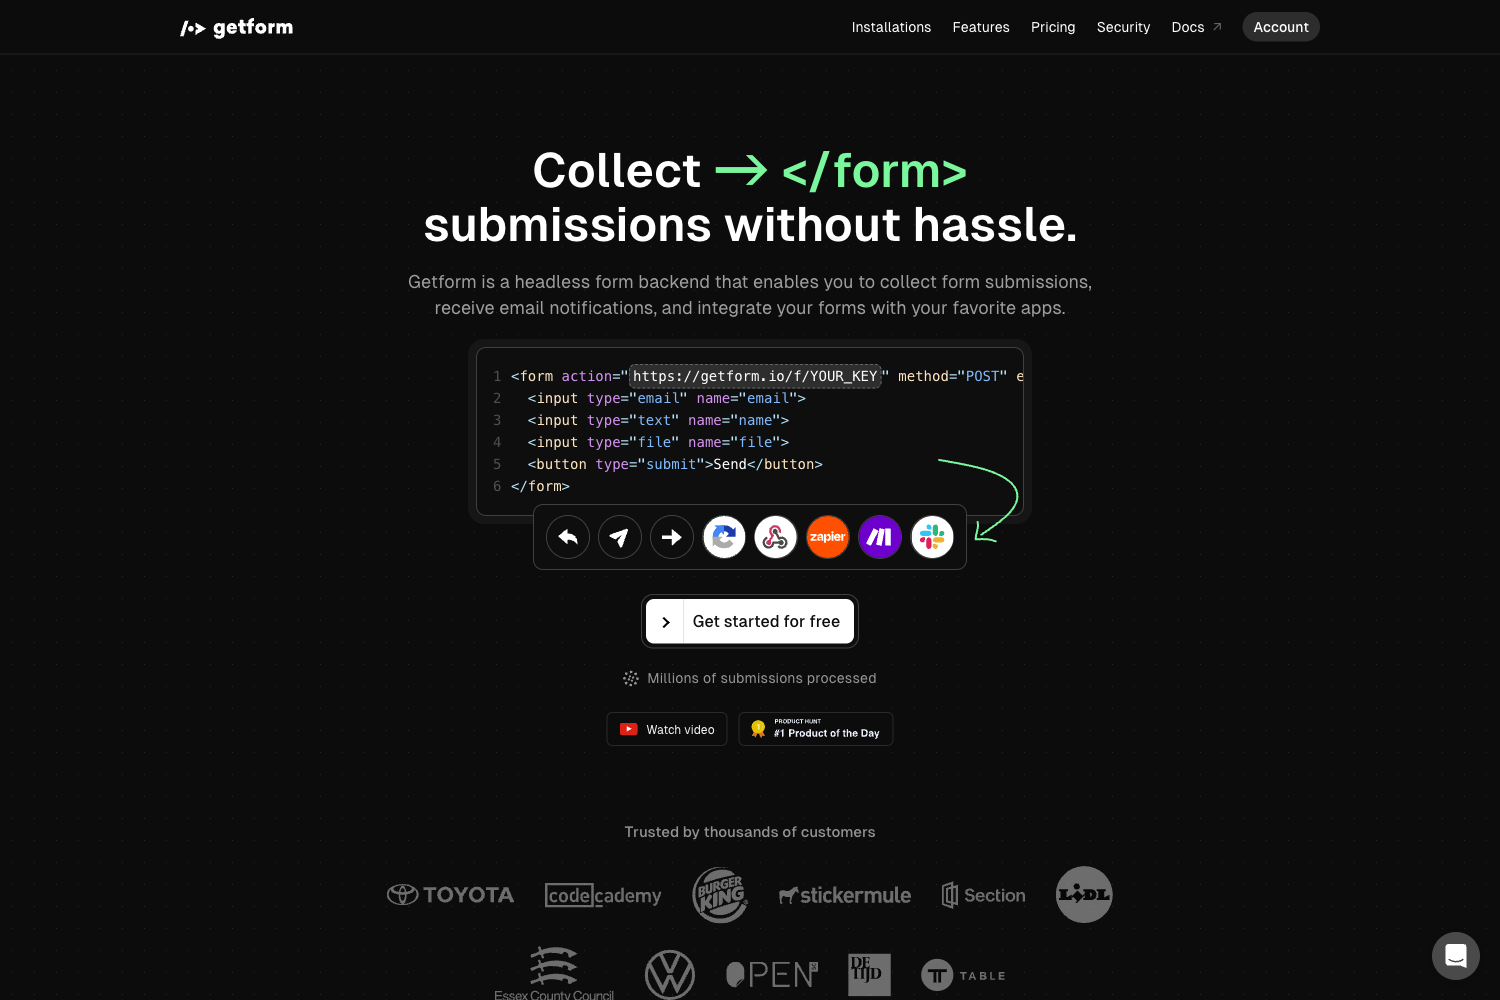 getform
Installations
Features
Pricing
Security
Docs
Account
Collect -> </form>
submissions without hassle.
Getform is a headless form backend that enables you to collect form submissions,
receive email notifications, and integrate your forms with your favorite apps.
1 <form action="https://getform.io/f/YOUR_KEY" method="POST" e
2 <input type="email" name="email">
3 <input type="text" name="name">
4 <input type="file" name="file">
5 <button type="submit">Send</button>
6 </form>
zapier
Get started for free
Millions of submissions processed
Watch video
PRODUCT HUNT
#1 Product of the Day
Trusted by thousands of customers
TOYOTA
codecademy
BURGER KING
stickermule
Section
LIDL
Essex County Council
OPEN
DE TIJD
TABLE